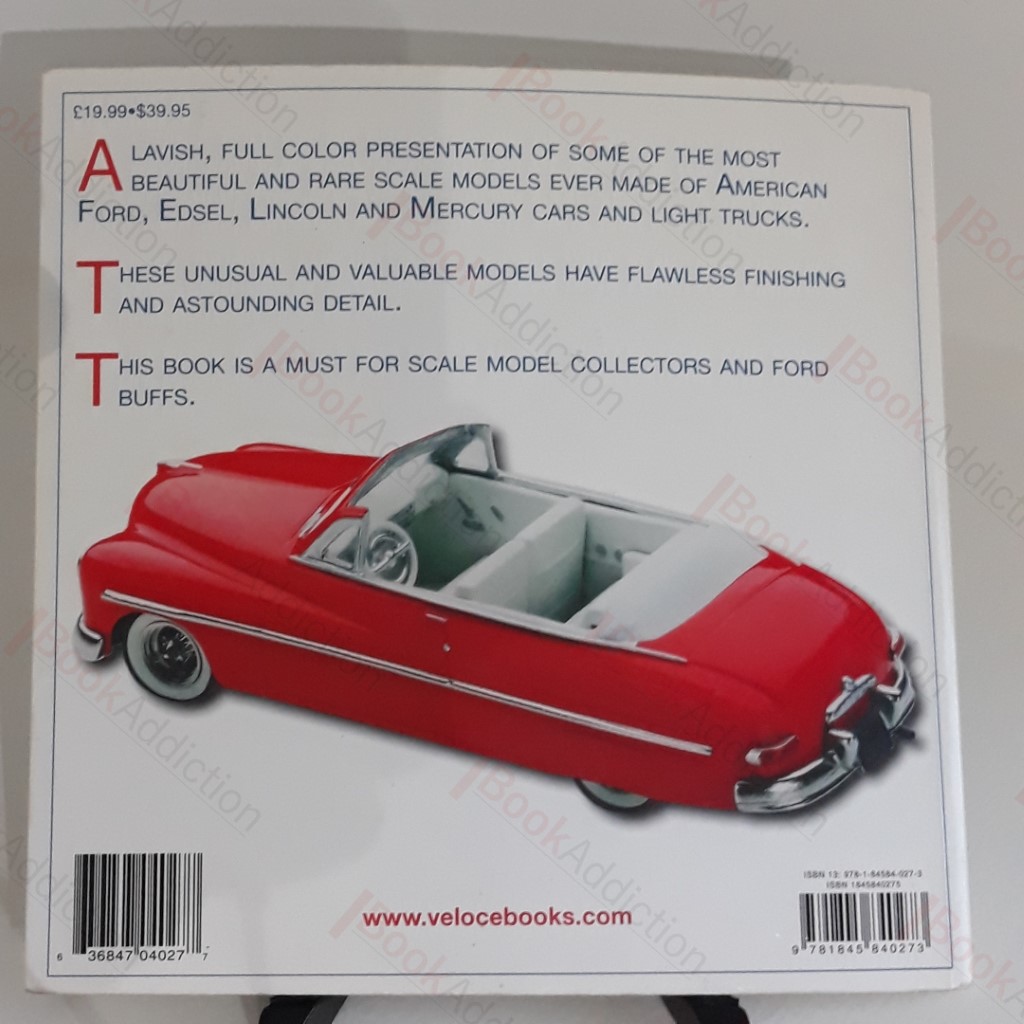 £19.99•$39.95
A LAVISH, FULL COLOR PRESENTATION OF SOME OF THE MOST
BEAUTIFUL AND RARE SCALE MODELS EVER MADE OF AMERICAN
FORD, EDSEL, LINCOLN AND MERCURY CARS AND LIGHT TRUCKS.
THESE UNUSUAL AND VALUABLE MODELS HAVE FLAWLESS FINISHING
AND ASTOUNDING DETAIL.
THIS BOOK IS A MUST FOR SCALE MODEL COLLECTORS AND FORD
BUFFS.
ISBN 13: 978-1-84584-027-3
ISBN 1845840275
www.velocebooks.com
6 36847 04027 7
9 781845 840273
BookAddiction